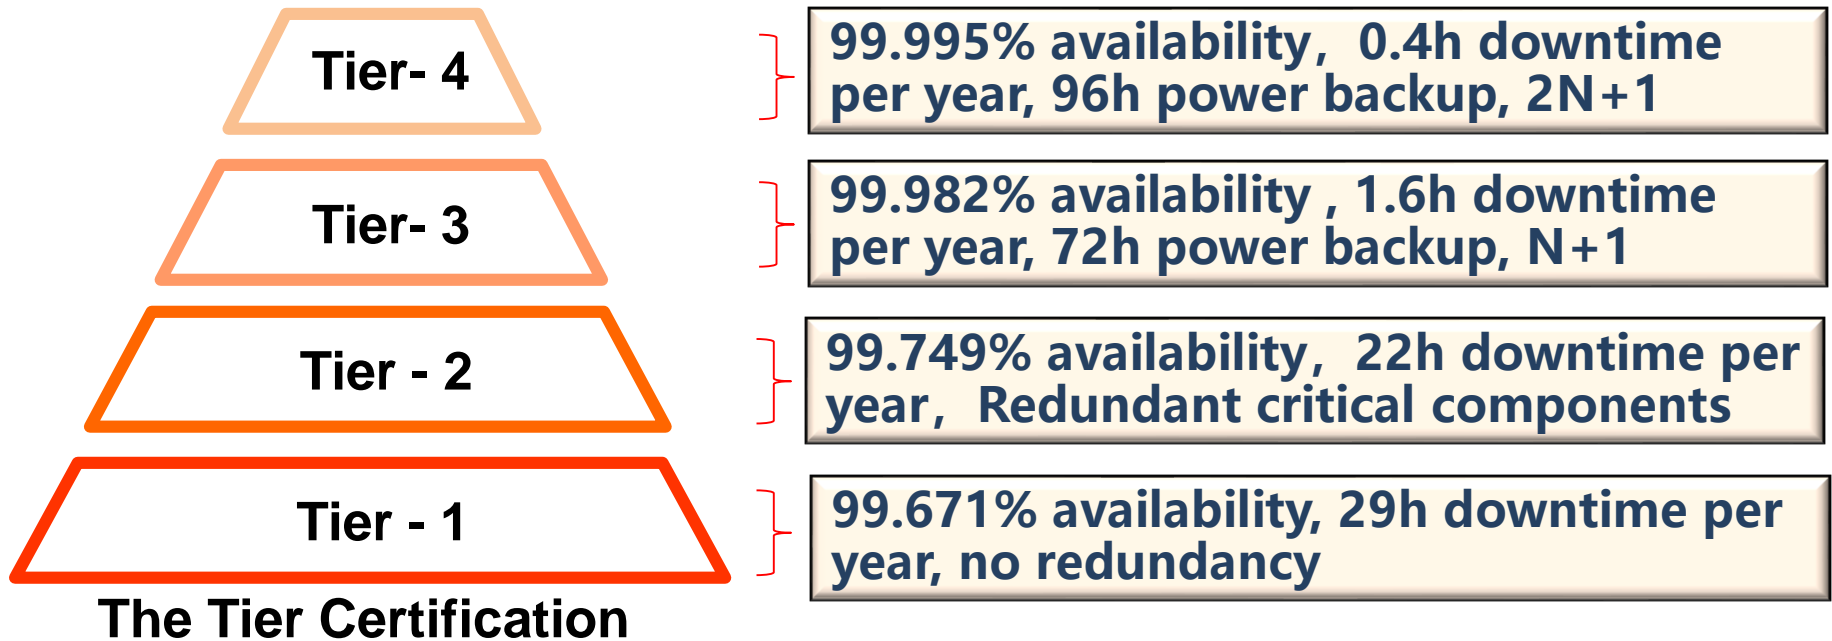 Tier- 4
99.995% availability,  0.4h downtime
per year, 96h power backup, 2N+1
Tier- 3
99.982% availability , 1.6h downtime
per year, 72h power backup, N+1
Tier - 2
99.749% availability,  22h downtime per
year,  Redundant critical components
Tier - 1
99.671% availability, 29h downtime per
year, no redundancy
The Tier Certification